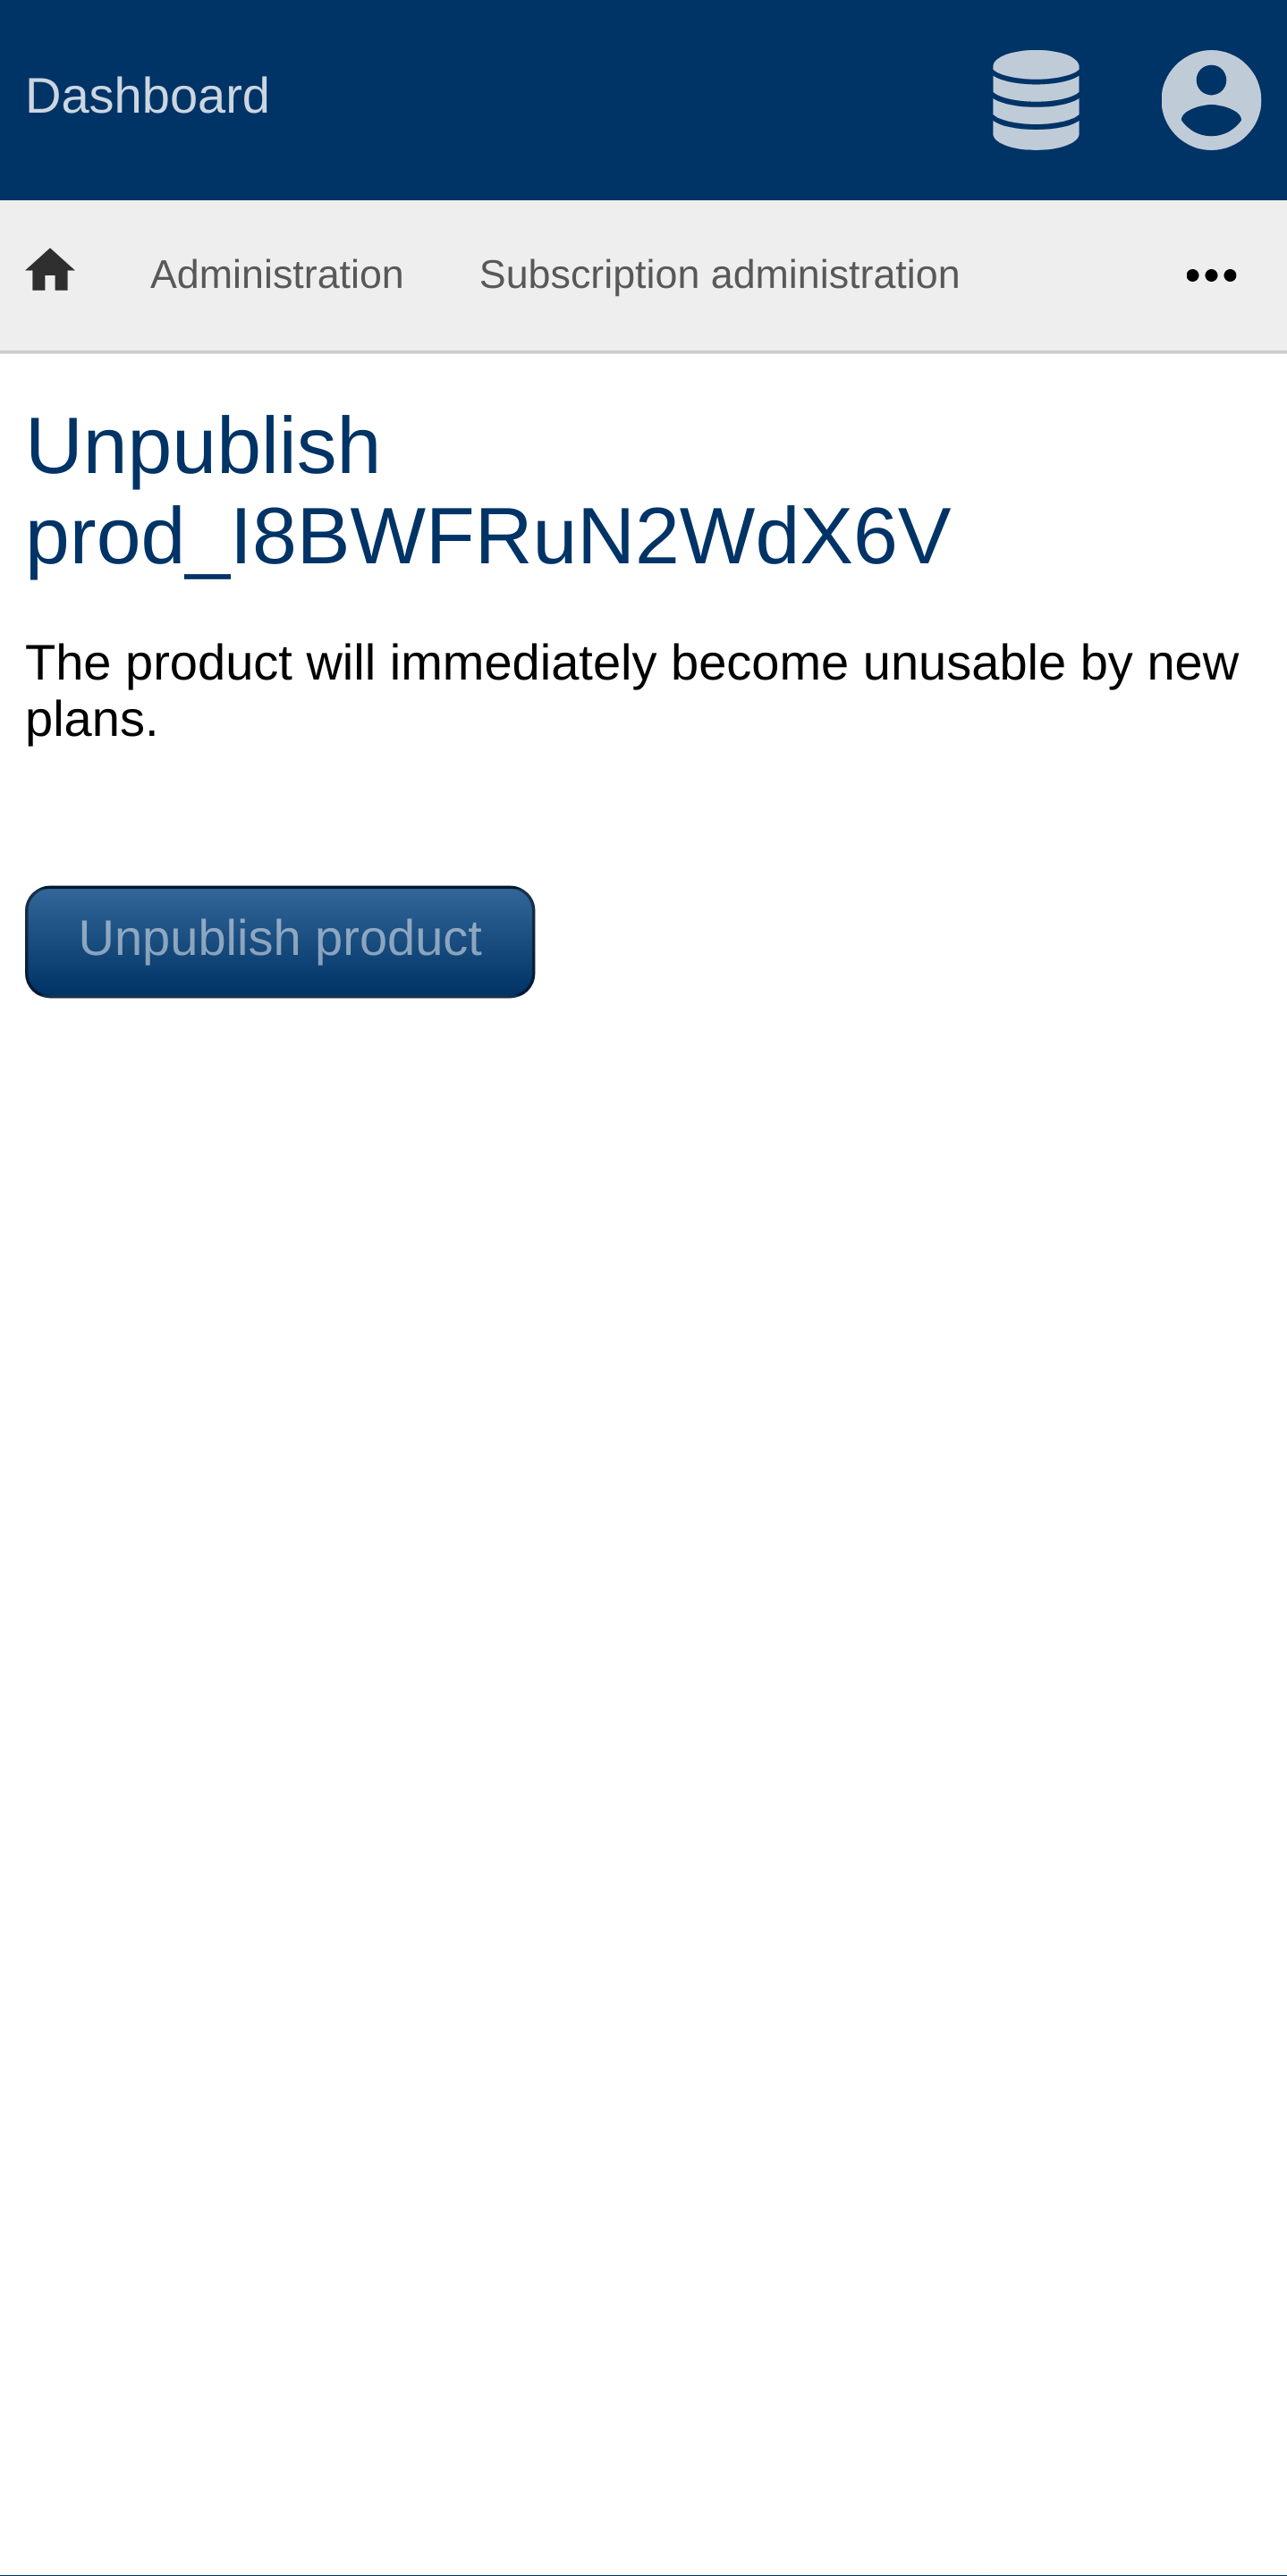 Dashboard
Administration Subscription administration
Unpublish
prod_I8BWFRuN2WdX6V
The product will immediately become unusable by new
plans.
Unpublish product